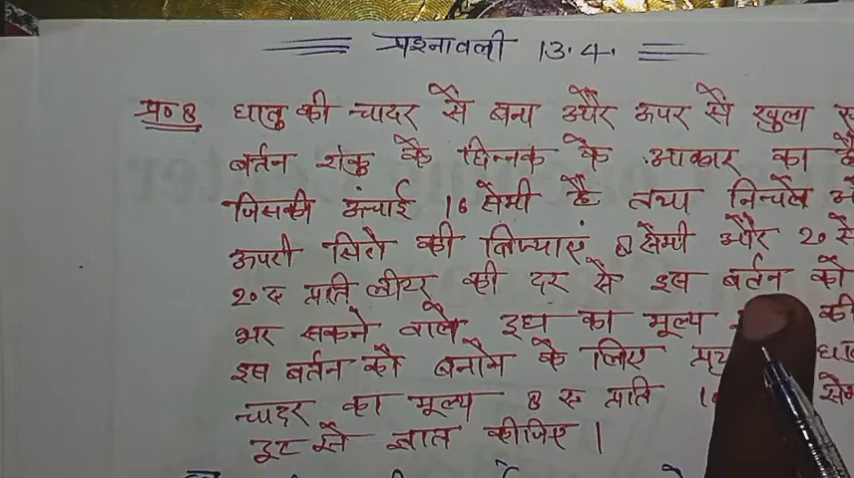 प्रश्नावली 13.4.
प्र० 8 धातु की चादर से बना और ऊपर से खुला
बर्तन शंकु के छिन्नक के आकार का है
जिसकी ऊंचाई 16 सेमी है तथा निचले
ऊपरी सिरों की त्रिज्याएं 8 सेमी और 20 से
20 रु प्रति लीटर की दर से इस बर्तन को
भर सकने वाले दूध का मूल्य की
इस बर्तन को बनाने के लिए धा
चादर का मूल्य 8 रु प्रति सेम
दर से ज्ञात कीजिए।